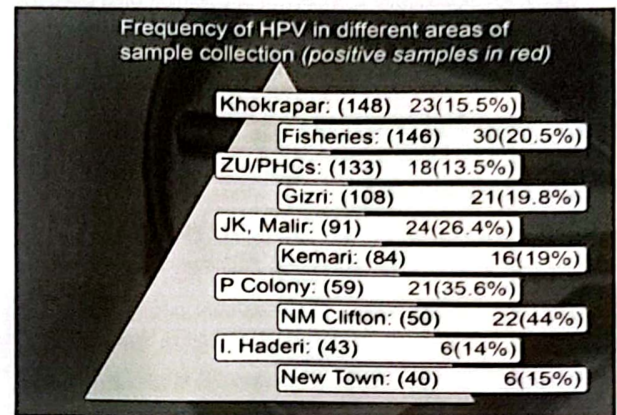 Frequency of HPV in different areas of
sample collection (positive samples in red)
Khokrapar: (148) 23(15.5%)
Fisheries: (146) 30(20.5%)
ZU/PHCs: (133) 18(13.5%)
Gizri: (108) 21(19.8%)
JK, Malir: (91) 24(26.4%)
Kemari: (84) 16(19%)
P Colony: (59) 21(35.6%)
NM Clifton: (50) 22(44%)
I. Haderi: (43) 6(14%)
New Town: (40) 6(15%)